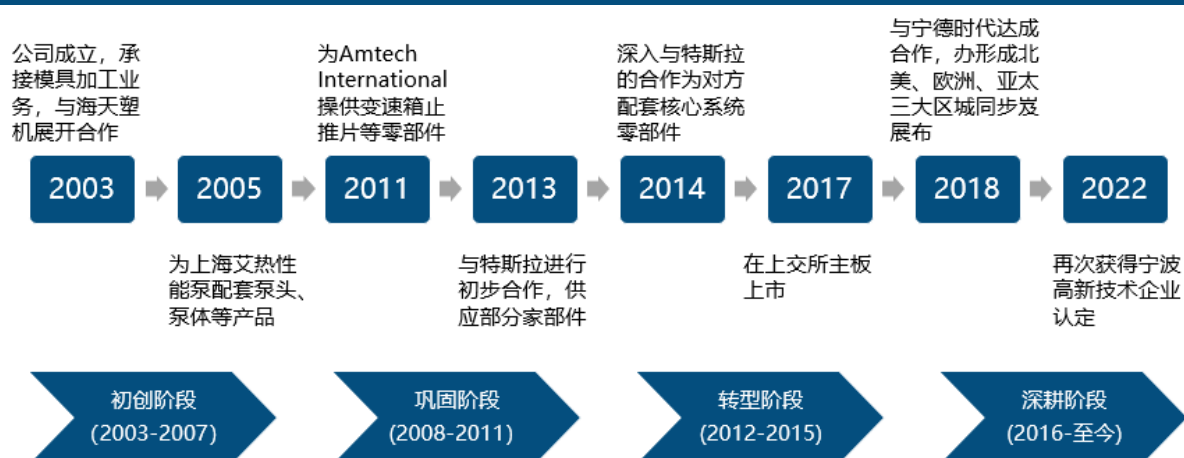 公司成立，承
接模具加工业
务，与海天塑
机展开合作
为Amtech
International
操供变速箱止
推片等零部件
深入与特斯拉
的合作为对方
配套核心系统
零部件
与宁德时代达成
合作，办形成北
美、欧洲、亚太
三大区城同步岌
展布
2003
2005
2011
2013
2014
2017
2018
2022
为上海艾热性
能泵配套泵头、
泵体等产品
与特斯拉进行
初步合作，供
应部分家部件
在上交所主板
上市
再次获得宁波
高新技术企业
认定
初创阶段
(2003-2007)
巩固阶段
(2008-2011)
转型阶段
(2012-2015)
深耕阶段
(2016-至今)